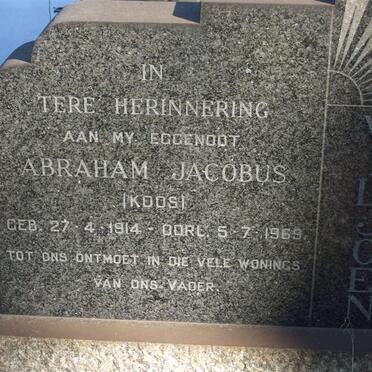 IN
TERE HERINNERING
AAN MY EGGENOOT
ABRAHAM JACOBUS
(KOOS)
GEB. 27-4-1914 - OORL. 5-7-1969.
TOT ONS ONTMOET IN DIE VELE WONINGS
VAN ONS VADER.